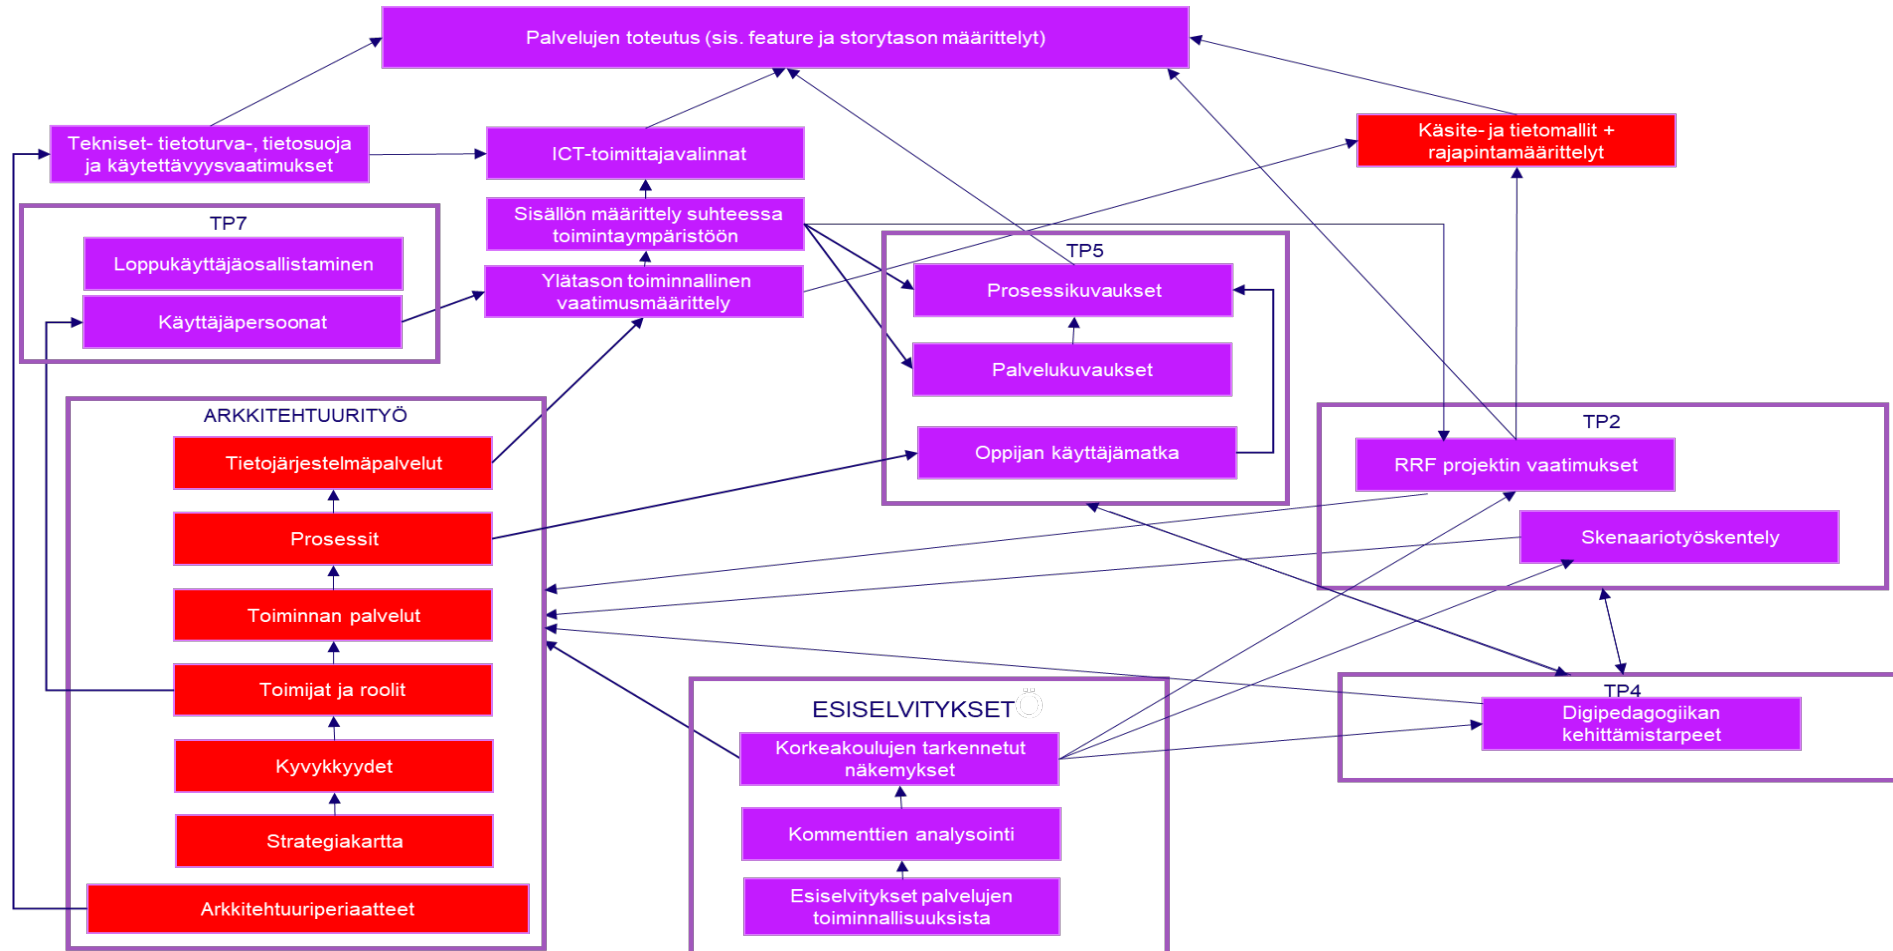 Palvelujen toteutus (sis. feature ja storytason määrittelyt)
Tekniset- tietoturva-, tietosuoja
ja käytettävyysvaatimukset
ICT-toimittajavalinnat
Käsite- ja tietomallit +
rajapintamäärittelyt
Sisällön määrittely suhteessa
toimintaympäristöön
TP7
Loppukäyttäjäosallistaminen
Käyttäjäpersoonat
Ylätason toiminnallinen
vaatimusmäärittely
TP5
Prosessikuvaukset
Palvelukuvaukset
Oppijan käyttäjämatka
ARKKITEHTUURITYÖ
Tietojärjestelmäpalvelut
Prosessit
Toiminnan palvelut
Toimijat ja roolit
Kyvykkyydet
Strategiakartta
Arkkitehtuuriperiaatteet
TP2
RRF projektin vaatimukset
Skenaariotyöskentely
TP4
Digipedagogiikan
kehittämistarpeet
ESISELVITYKSETÖ
Korkeakoulujen tarkennetut
näkemykset
Kommenttien analysointi
Esiselvitykset palvelujen
toiminnallisuuksista